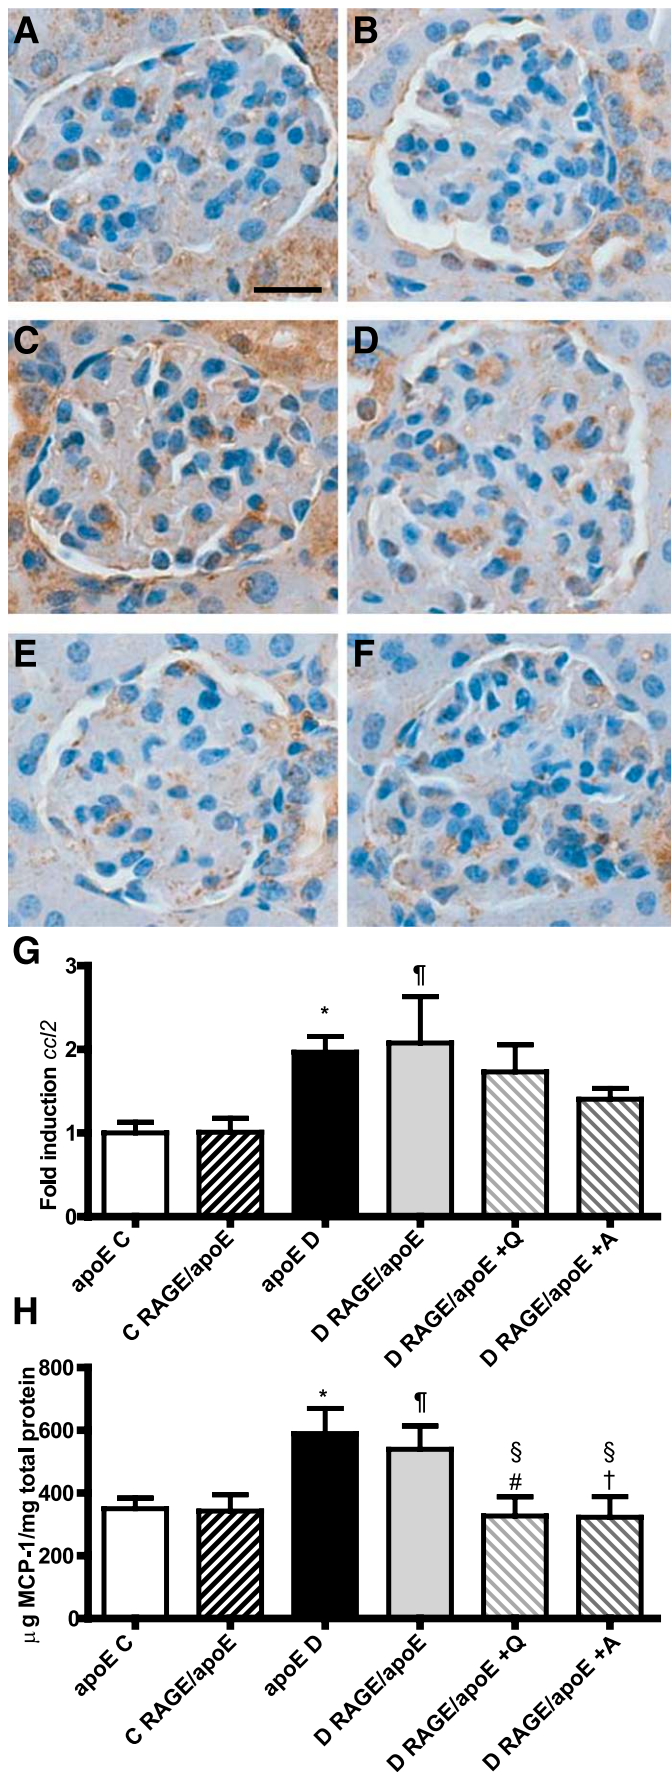 A
B
C
D
E
F
G
3
2
1
0
Fold induction ccl2
*
¶
apoE C
C RAGE/apoE
apoE D
D RAGE/apoE
D RAGE/apoE +Q
D RAGE/apoE +A
H
800
600
400
200
0
µg MCP-1/mg total protein
*
¶
§
#
§
†
apoE C
C RAGE/apoE
apoE D
D RAGE/apoE
D RAGE/apoE +Q
D RAGE/apoE +A